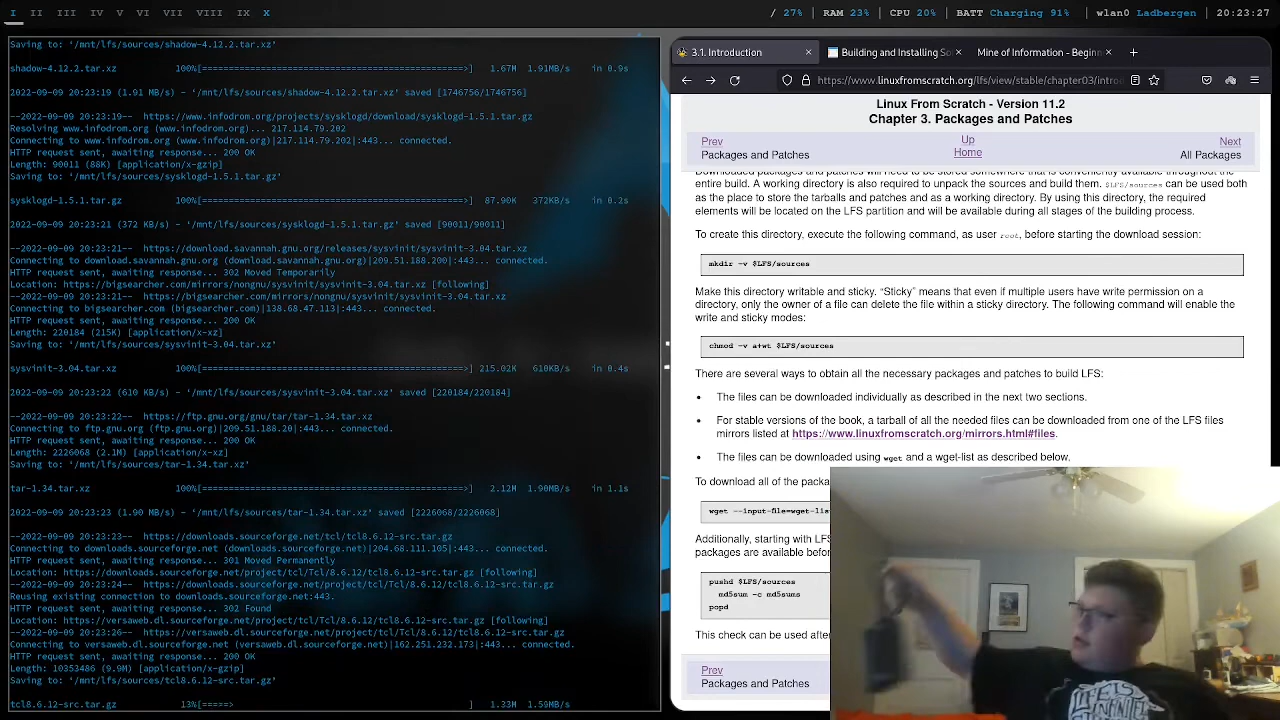 I II III IV V VI VII VIII IX X
/ 27% | RAM 23% | CPU 20% | BATT Charging 91% | wlan0 Ladbergen | 20:23:27
Saving to: ‘/mnt/lfs/sources/shadow-4.12.2.tar.xz’
shadow-4.12.2.tar.xz 100%[==================================================>] 1.67M 1.91MB/s in 0.9s
2022-09-09 20:23:19 (1.91 MB/s) - ‘/mnt/lfs/sources/shadow-4.12.2.tar.xz’ saved [1746756/1746756]
--2022-09-09 20:23:19-- https://www.infodrom.org/projects/sysklogd/download/sysklogd-1.5.1.tar.gz
Resolving www.infodrom.org (www.infodrom.org)... 217.114.79.202
Connecting to www.infodrom.org (www.infodrom.org)|217.114.79.202|:443... connected.
HTTP request sent, awaiting response... 200 OK
Length: 90011 (88K) [application/x-gzip]
Saving to: ‘/mnt/lfs/sources/sysklogd-1.5.1.tar.gz’
sysklogd-1.5.1.tar.gz 100%[==================================================>] 87.90K 372KB/s in 0.2s
2022-09-09 20:23:21 (372 KB/s) - ‘/mnt/lfs/sources/sysklogd-1.5.1.tar.gz’ saved [90011/90011]
--2022-09-09 20:23:21-- https://download.savannah.gnu.org/releases/sysvinit/sysvinit-3.04.tar.xz
Connecting to download.savannah.gnu.org (download.savannah.gnu.org)|209.51.188.200|:443... connected.
HTTP request sent, awaiting response... 302 Moved Temporarily
Location: https://bigsearcher.com/mirrors/nongnu/sysvinit/sysvinit-3.04.tar.xz [following]
--2022-09-09 20:23:21-- https://bigsearcher.com/mirrors/nongnu/sysvinit/sysvinit-3.04.tar.xz
Connecting to bigsearcher.com (bigsearcher.com)|138.68.47.113|:443... connected.
HTTP request sent, awaiting response... 200 OK
Length: 220184 (215K) [application/x-xz]
Saving to: ‘/mnt/lfs/sources/sysvinit-3.04.tar.xz’
sysvinit-3.04.tar.xz 100%[==================================================>] 215.02K 610KB/s in 0.4s
2022-09-09 20:23:22 (610 KB/s) - ‘/mnt/lfs/sources/sysvinit-3.04.tar.xz’ saved [220184/220184]
--2022-09-09 20:23:22-- https://ftp.gnu.org/gnu/tar/tar-1.34.tar.xz
Connecting to ftp.gnu.org (ftp.gnu.org)|209.51.188.20|:443... connected.
HTTP request sent, awaiting response... 200 OK
Length: 2226068 (2.1M) [application/x-xz]
Saving to: ‘/mnt/lfs/sources/tar-1.34.tar.xz’
tar-1.34.tar.xz 100%[==================================================>] 2.12M 1.90MB/s in 1.1s
2022-09-09 20:23:23 (1.90 MB/s) - ‘/mnt/lfs/sources/tar-1.34.tar.xz’ saved [2226068/2226068]
--2022-09-09 20:23:23-- https://downloads.sourceforge.net/tcl/tcl8.6.12-src.tar.gz
Connecting to downloads.sourceforge.net (downloads.sourceforge.net)|204.68.111.105|:443... connected.
HTTP request sent, awaiting response... 301 Moved Permanently
Location: https://downloads.sourceforge.net/project/tcl/Tcl/8.6.12/tcl8.6.12-src.tar.gz [following]
--2022-09-09 20:23:24-- https://downloads.sourceforge.net/project/tcl/Tcl/8.6.12/tcl8.6.12-src.tar.gz
Reusing existing connection to downloads.sourceforge.net:443.
HTTP request sent, awaiting response... 302 Found
Location: https://versaweb.dl.sourceforge.net/project/tcl/Tcl/8.6.12/tcl8.6.12-src.tar.gz [following]
--2022-09-09 20:23:26-- https://versaweb.dl.sourceforge.net/project/tcl/Tcl/8.6.12/tcl8.6.12-src.tar.gz
Connecting to versaweb.dl.sourceforge.net (versaweb.dl.sourceforge.net)|162.251.232.173|:443... connected.
HTTP request sent, awaiting response... 200 OK
Length: 10353486 (9.9M) [application/x-gzip]
Saving to: ‘/mnt/lfs/sources/tcl8.6.12-src.tar.gz’
tcl8.6.12-src.tar.gz 13%[=====> ] 1.33M 1.59MB/s
3.1. Introduction
Building and Installing So
Mine of Information - Beginn
https://www.linuxfromscratch.org/lfs/view/stable/chapter03/intro
Linux From Scratch - Version 11.2
Chapter 3. Packages and Patches
Prev Up Next
Packages and Patches Home All Packages
Downloaded packages and patches will need to be stored somewhere that is conveniently available throughout the
entire build. A working directory is also required to unpack the sources and build them. $LFS/sources can be used both
as the place to store the tarballs and patches and as a working directory. By using this directory, the required
elements will be located on the LFS partition and will be available during all stages of the building process.
To create this directory, execute the following command, as user root, before starting the download session:
mkdir -v $LFS/sources
Make this directory writable and sticky. “Sticky” means that even if multiple users have write permission on a
directory, only the owner of a file can delete the file within a sticky directory. The following command will enable the
write and sticky modes:
chmod -v a+wt $LFS/sources
There are several ways to obtain all the necessary packages and patches to build LFS:
• The files can be downloaded individually as described in the next two sections.
• For stable versions of the book, a tarball of all the needed files can be downloaded from one of the LFS files
mirrors listed at https://www.linuxfromscratch.org/mirrors.html#files.
• The files can be downloaded using wget and a wget-list as described below.
To download all of the packa
wget --input-file=wget-lis
Additionally, starting with LF
packages are available befor
pushd $LFS/sources
md5sum -c md5sums
popd
This check can be used after
Prev
Packages and Patches